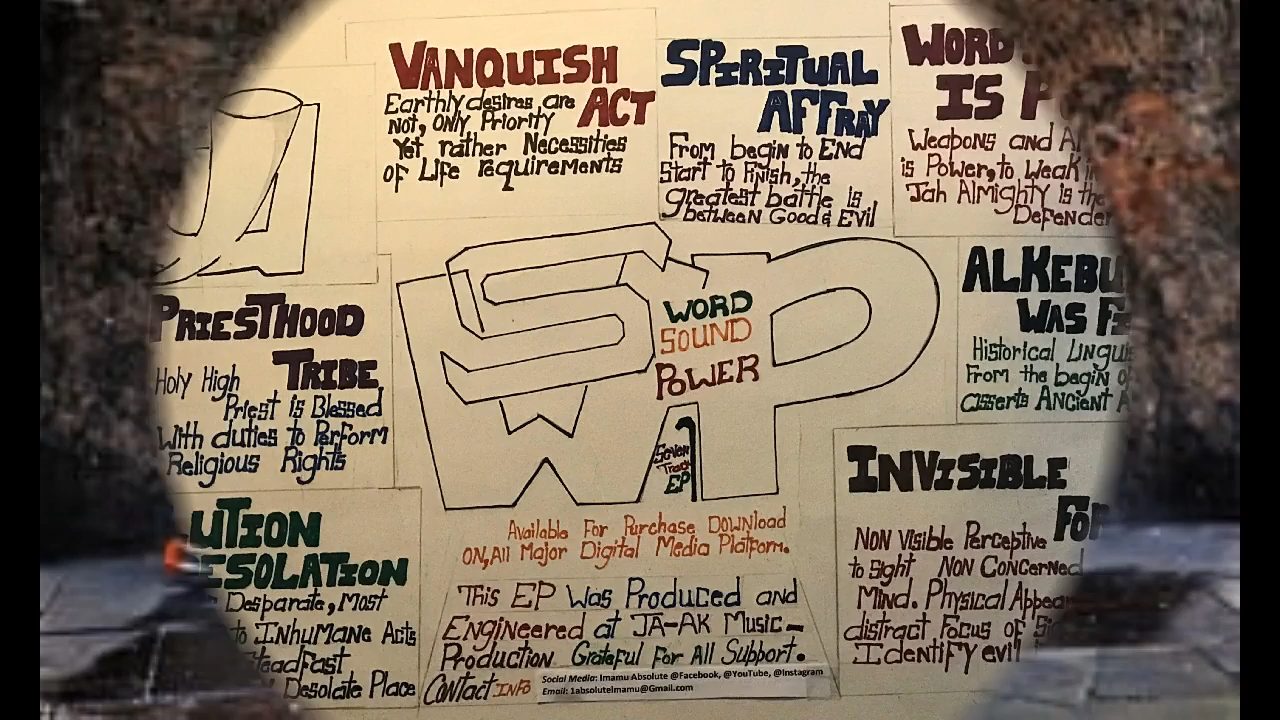 VANQUISH
ACT
Earthly desires are
Not, Only Priority
Yet rather Necessities
of Life requirements
SPIRITUAL
AFFRAY
From begin to End
Start to Finish, the
greatest battle is
between Good & Evil
WORD
IS
Weapons and
is Power, to Weak
Jah Almighty is the
Defender
PRIESTHOOD
TRIBE
Holy High
Priest is Blessed
With duties to Perform
Religious Rights
WSP
WORD
SOUND
POWER
Seven
Track
EP
WAS
Historical
From the begin
asserts Ancient
INVISIBLE
Non Visible Perceptive
to Sight Non Concerned
Mind. Physical
distract Focus of
Identify evil
Desparate, Most
to Inhumane Acts
Desolate Place
Available For Purchase Download
On, All Major Digital Media Platform.
This EP Was Produced and
Engineered at JA-AK Music-
Production Grateful For All Support.
Contact INFO
Social Media: Imamu Absolute @Facebook, @YouTube, @Instagram
Email: 1absoluteImamu@Gmail.com